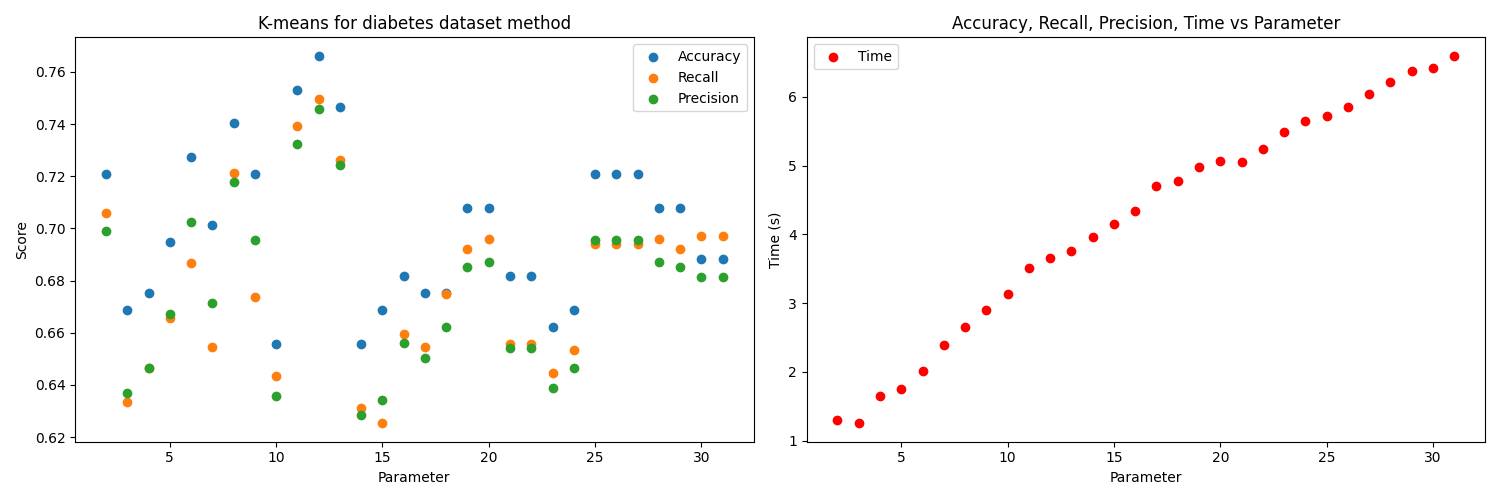 K-means for diabetes dataset method
Accuracy
Recall
Precision
0.76
0.74
0.72
0.70
0.68
0.66
0.64
0.62
Score
5
10
15
20
25
30
Parameter
Accuracy, Recall, Precision, Time vs Parameter
Time
6
5
4
3
2
1
Time (s)
5
10
15
20
25
30
Parameter